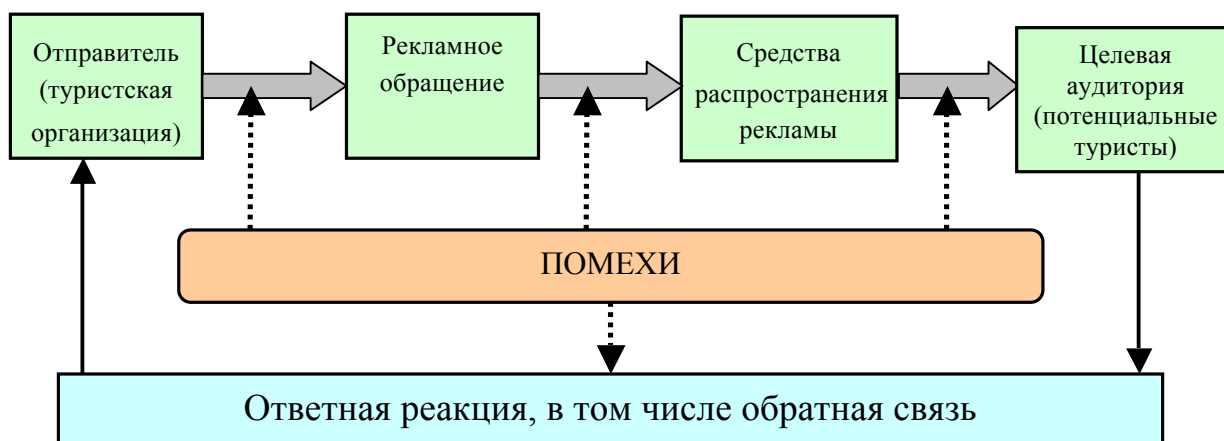 Отправитель
(туристская
организация)
Рекламное
обращение
Средства
распространения
рекламы
Целевая
аудитория
(потенциальные
туристы)
ПОМЕХИ
Ответная реакция, в том числе обратная связь